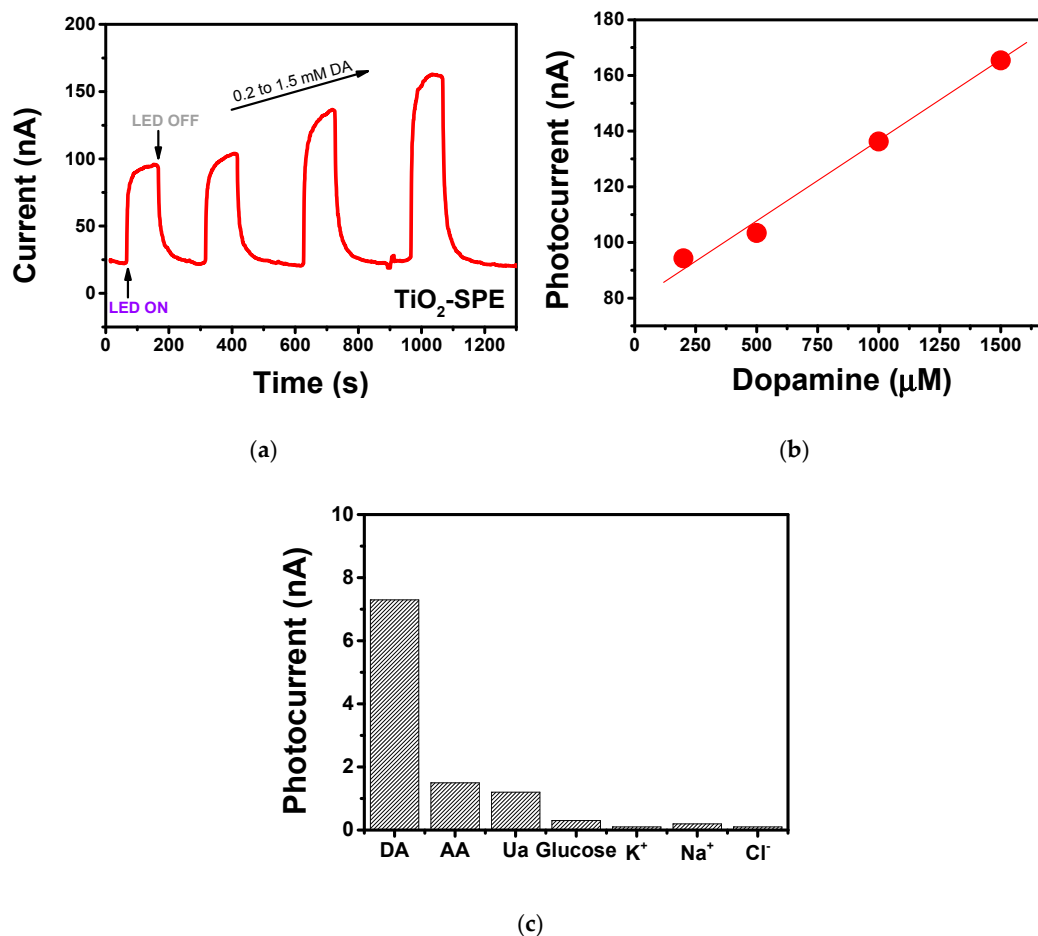 200
150
100
50
0
Current (nA)
0.2 to 1.5 mM DA
LED OFF
LED ON
TiO₂-SPE
0 200 400 600 800 1000 1200
Time (s)
(a)
180
160
140
120
100
80
Photocurrent (nA)
0 250 500 750 1000 1250 1500
Dopamine (μM)
(b)
10
8
6
4
2
0
Photocurrent (nA)
DA AA Ua Glucose K⁺ Na⁺ Cl⁻
(c)